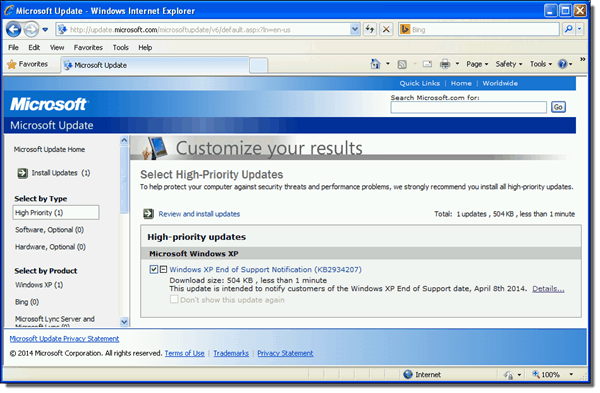 Microsoft Update - Windows Internet Explorer
http://update.microsoft.com/microsoftupdate/v6/default.aspx?ln=en-us
Bing
File Edit View Favorites Tools Help
Favorites Microsoft Update
Page Safety Tools
Quick Links | Home | Worldwide
Microsoft
Search Microsoft.com for:
Go
Microsoft Update
Microsoft Update Home
Install Updates (1)
Select by Type
High Priority (1)
Software, Optional (0)
Hardware, Optional (0)
Select by Product
Windows XP (1)
Bing (0)
Microsoft Lync Server and
Microsoft Lync (0)
Customize your results
Select High-Priority Updates
To help protect your computer against security threats and performance problems, we strongly recommend you install all high-priority updates.
Review and install updates
Total: 1 updates , 504 KB , less than 1 minute
High-priority updates
Microsoft Windows XP
Windows XP End of Support Notification (KB2934207)
Download size: 504 KB , less than 1 minute
This update is intended to notify customers of the Windows XP End of Support date, April 8th 2014. Details...
Don't show this update again
Microsoft Update Privacy Statement
© 2014 Microsoft Corporation. All rights reserved. Terms of Use | Trademarks | Privacy Statement
Internet
100%